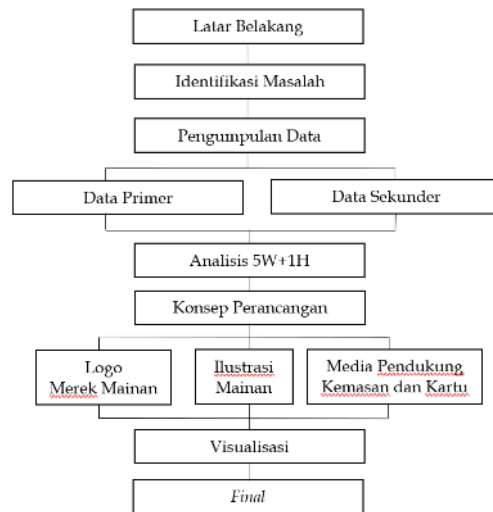 Latar Belakang
Identifikasi Masalah
Pengumpulan Data
Data Primer
Data Sekunder
Analisis 5W+1H
Konsep Perancangan
Logo
Merek Mainan
Ilustrasi
Mainan
Media Pendukung
Kemasan dan Kartu
Visualisasi
Final